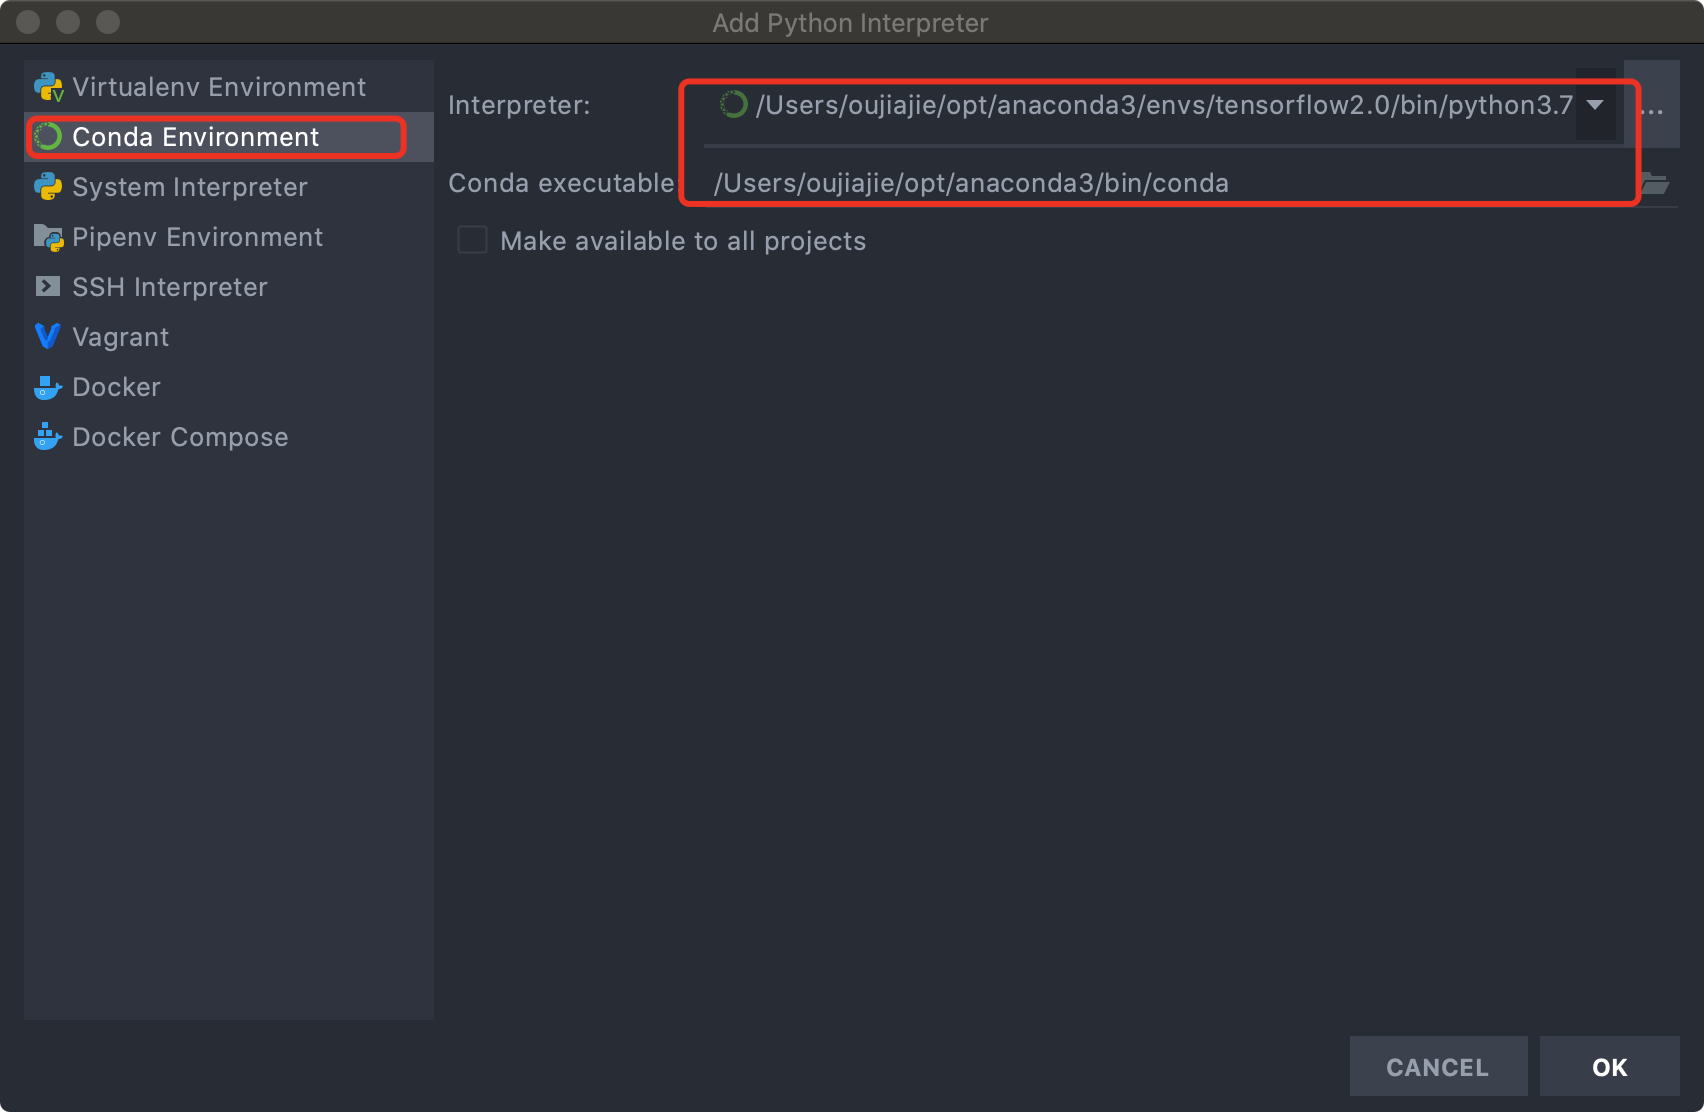 Add Python Interpreter
Virtualenv Environment
Conda Environment
System Interpreter
Pipenv Environment
SSH Interpreter
Vagrant
Docker
Docker Compose
Interpreter: /Users/oujiajie/opt/anaconda3/envs/tensorflow2.0/bin/python3.7 ...
Conda executable: /Users/oujiajie/opt/anaconda3/bin/conda
Make available to all projects
CANCEL OK